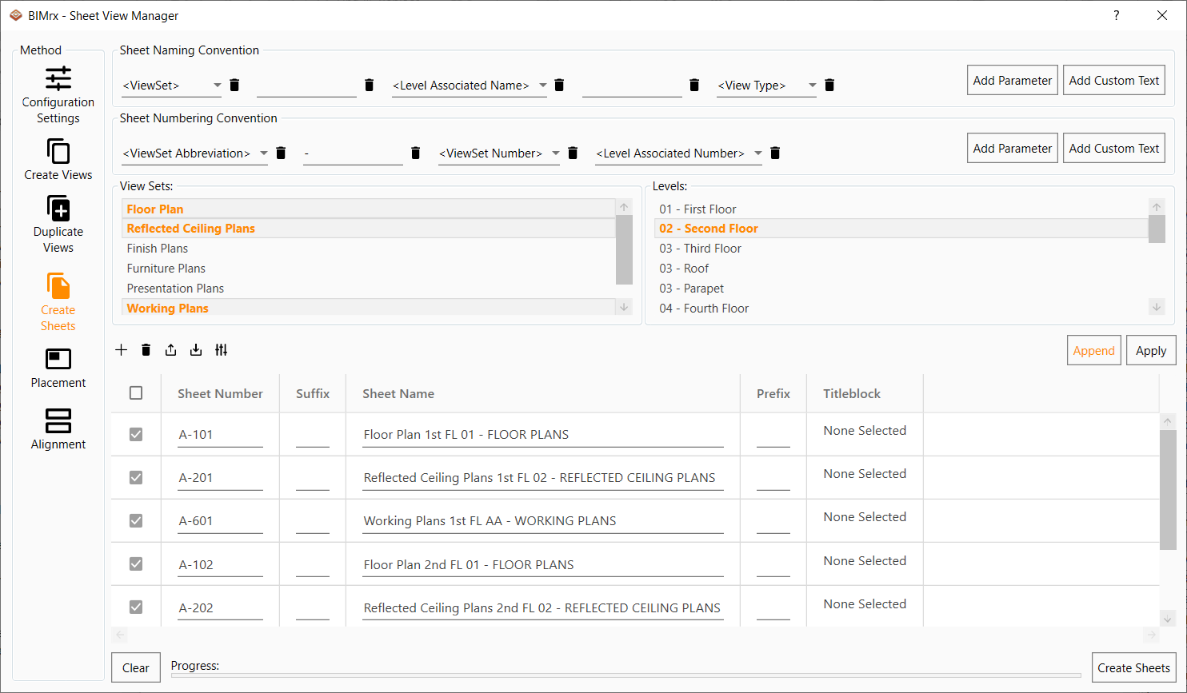 BIMrx - Sheet View Manager
?
Method
Configuration
Settings
Create Views
Duplicate
Views
Create
Sheets
Placement
Alignment
Sheet Naming Convention
<ViewSet> <Level Associated Name> <View Type> Add Parameter Add Custom Text
Sheet Numbering Convention
<ViewSet Abbreviation> - <ViewSet Number> <Level Associated Number> Add Parameter Add Custom Text
View Sets:
Floor Plan
Reflected Ceiling Plans
Finish Plans
Furniture Plans
Presentation Plans
Working Plans
Levels:
01 - First Floor
02 - Second Floor
03 - Third Floor
03 - Roof
03 - Parapet
04 - Fourth Floor
Append Apply
Sheet Number Suffix Sheet Name Prefix Titleblock
A-101 Floor Plan 1st FL 01 - FLOOR PLANS None Selected
A-201 Reflected Ceiling Plans 1st FL 02 - REFLECTED CEILING PLANS None Selected
A-601 Working Plans 1st FL AA - WORKING PLANS None Selected
A-102 Floor Plan 2nd FL 01 - FLOOR PLANS None Selected
A-202 Reflected Ceiling Plans 2nd FL 02 - REFLECTED CEILING PLANS None Selected
Clear Progress: Create Sheets